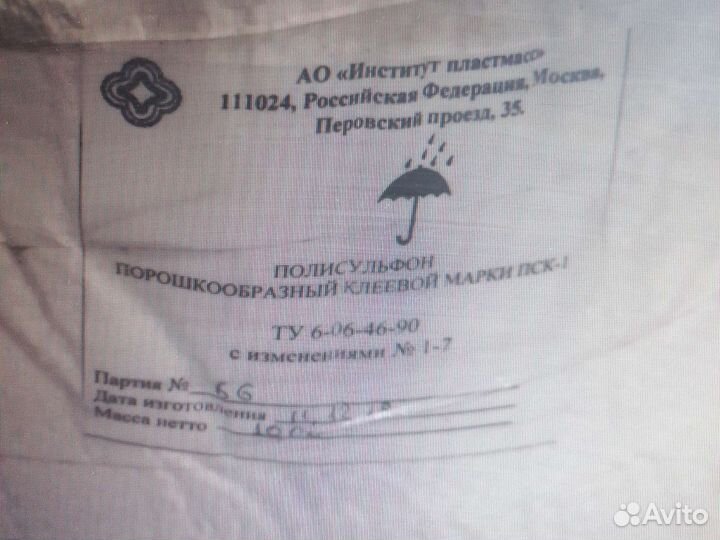 АО «Институт пластмасс»
111024, Российская Федерация, Москва,
Перовский проезд, 35.
ПОЛИСУЛЬФОН
ПОРОШКООБРАЗНЫЙ КЛЕЕВОЙ МАРКИ ПСК-1
ТУ 6-06-46-90
с изменениями № 1-7
Партия № 56
Дата изготовления
Масса нетто
Avito